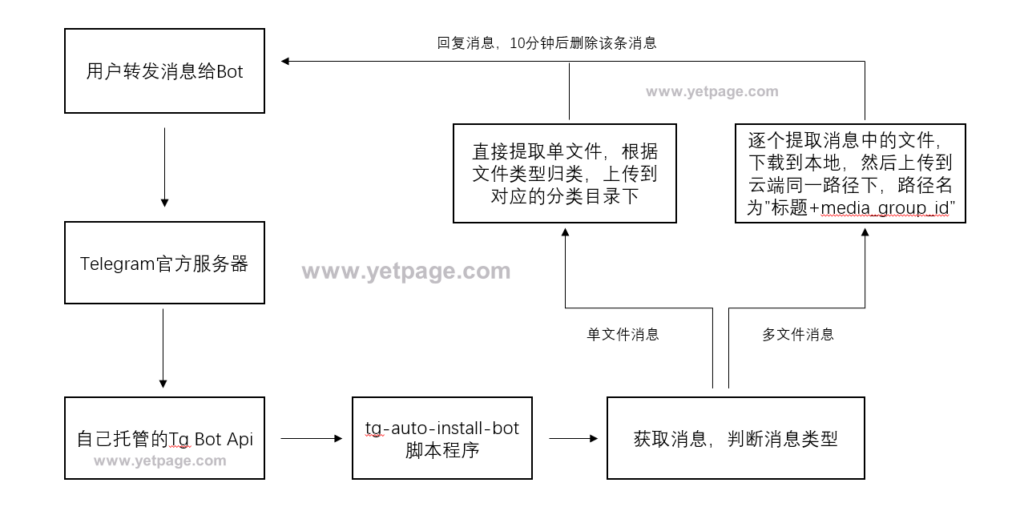 回复消息，10分钟后删除该条消息
用户转发消息给Bot
www.yetpage.com
直接提取单文件，根据
文件类型归类，上传到
对应的分类目录下
逐个提取消息中的文件，
下载到本地，然后上传到
云端同一路径下，路径名
为"标题+media_group_id"
Telegram官方服务器
www.yetpage.com
单文件消息
多文件消息
自己托管的Tg Bot Api
www.yetpage.com
tg-auto-install-bot
脚本程序
获取消息，判断消息类型